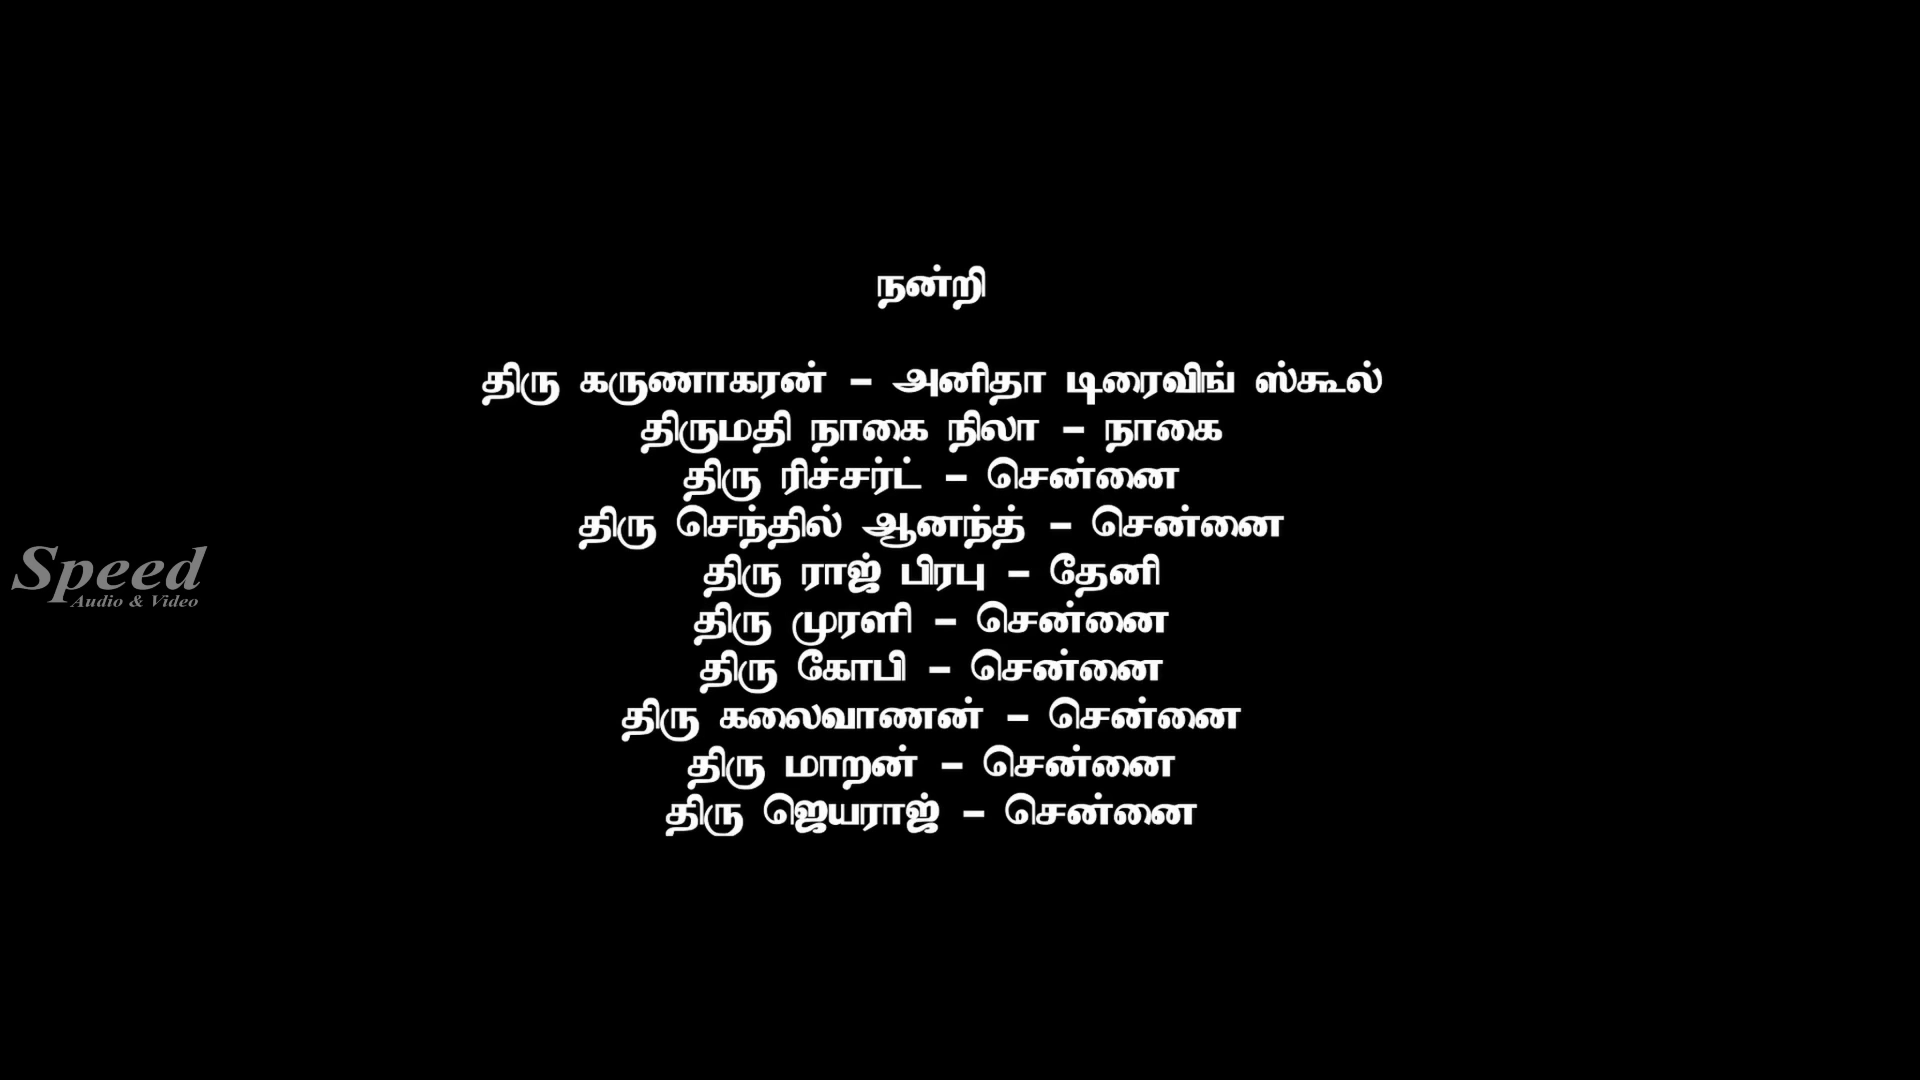 நன்றி
திரு கருணாகரன் – அனிதா டிரைவிங் ஸ்கூல்
திருமதி நாகை நிலா – நாகை
திரு ரிச்சர்ட் – சென்னை
திரு செந்தில் ஆனந்த் – சென்னை
திரு ராஜ் பிரபு – தேனி
திரு முரளி – சென்னை
திரு கோபி – சென்னை
திரு கலைவாணன் – சென்னை
திரு மாறன் – சென்னை
திரு ஜெயராஜ் – சென்னை
Speed
Audio & Video